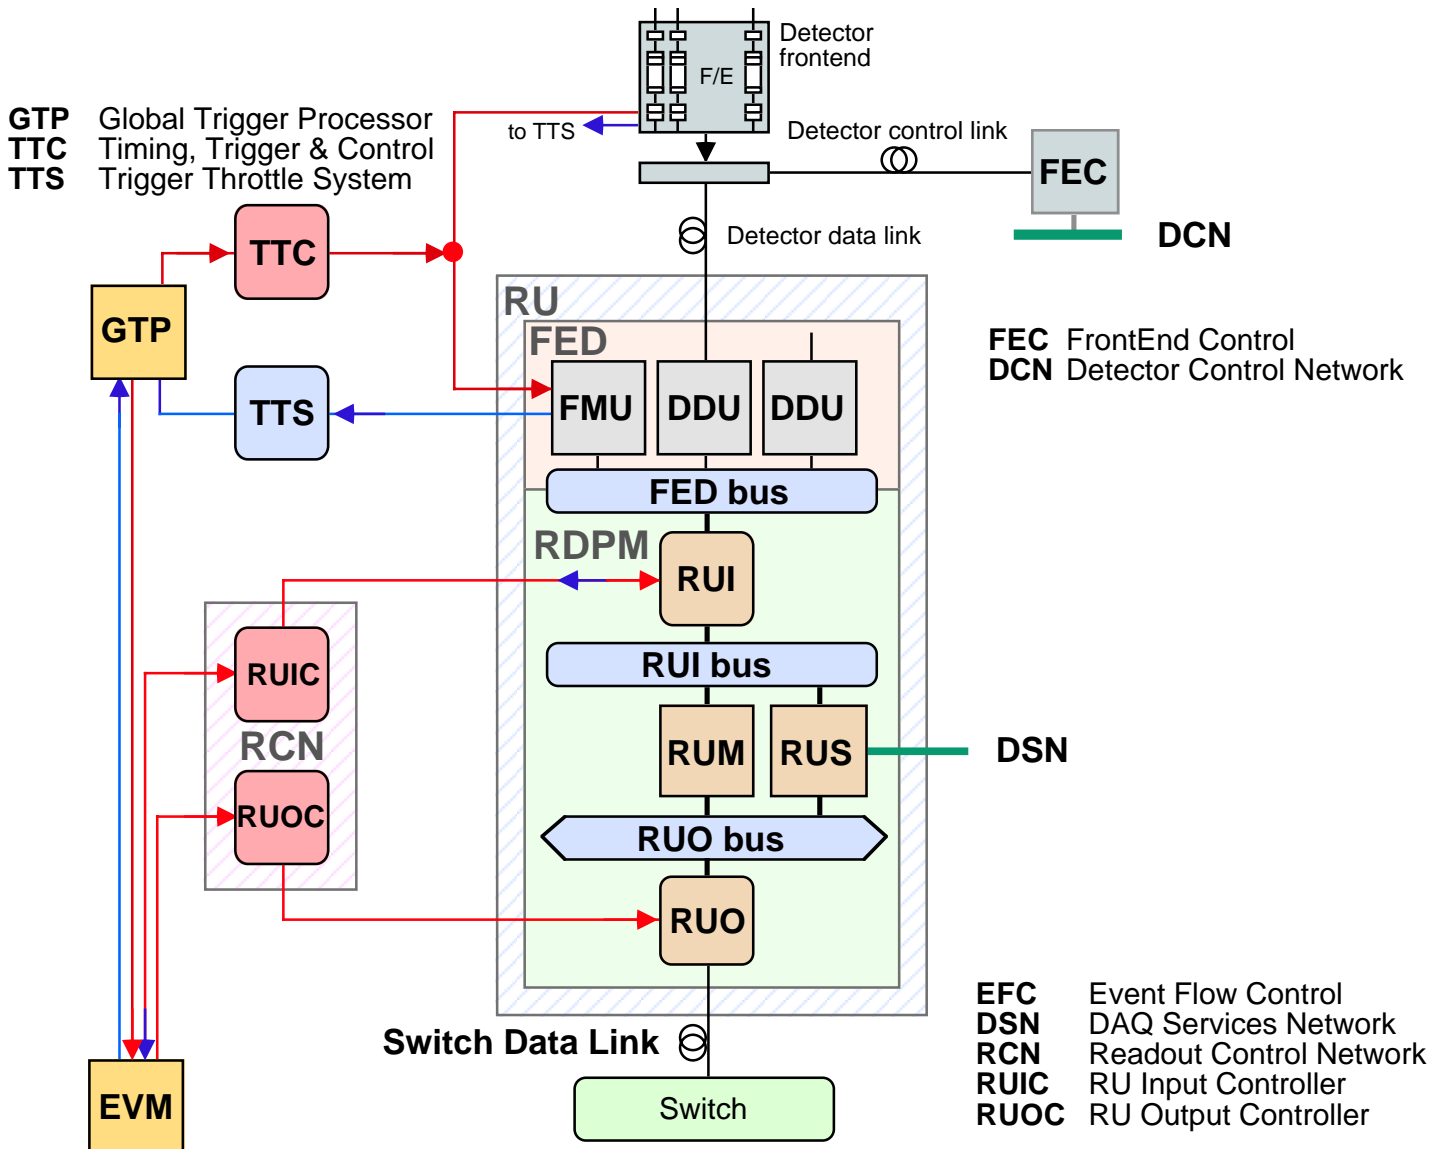 Detector
frontend
F/E
GTP Global Trigger Processor
TTC Timing, Trigger & Control
TTS Trigger Throttle System
to TTS
Detector control link
FEC
DCN
TTC
Detector data link
RU
GTP
FED
FEC FrontEnd Control
DCN Detector Control Network
TTS
FMU
DDU
DDU
FED bus
RDPM
RUI
RUIC
RUI bus
RCN
RUM
RUS
DSN
RUOC
RUO bus
RUO
EFC Event Flow Control
DSN DAQ Services Network
RCN Readout Control Network
RUIC RU Input Controller
RUOC RU Output Controller
Switch Data Link
EVM
Switch